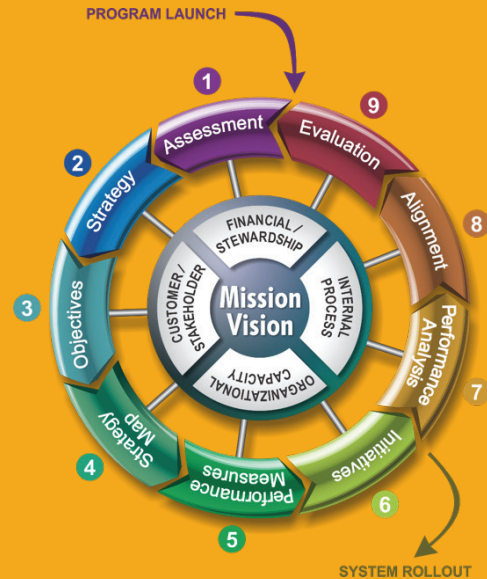 PROGRAM LAUNCH
1
Assessment
2
Strategy
3
Objectives
4
Strategy
Map
5
Performance
Measures
6
Initiatives
7
Performance
Analysis
8
Alignment
9
Evaluation
FINANCIAL /
STEWARDSHIP
CUSTOMER/
STAKEHOLDER
INTERNAL
PROCESS
ORGANIZATIONAL
CAPACITY
Mission
Vision
SYSTEM ROLLOUT